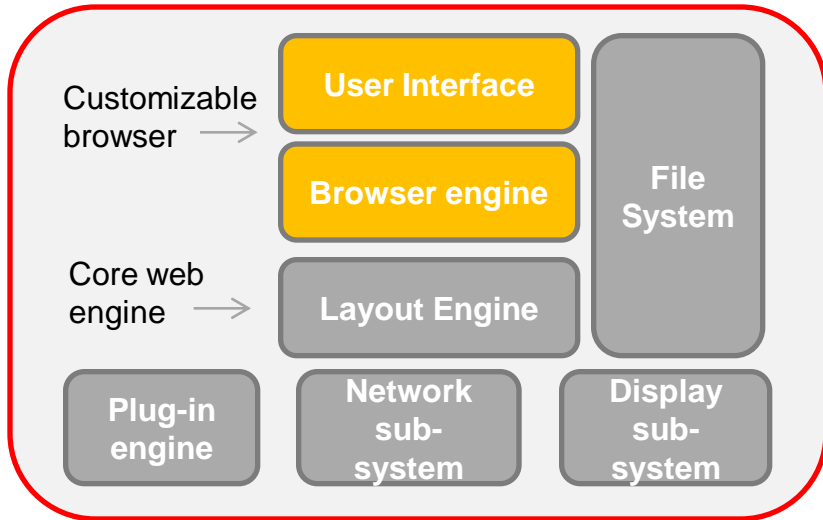 User Interface
Customizable
browser
Browser engine
File
System
Core web
engine
Layout Engine
Plug-in
engine
Network
sub-
system
Display
sub-
system